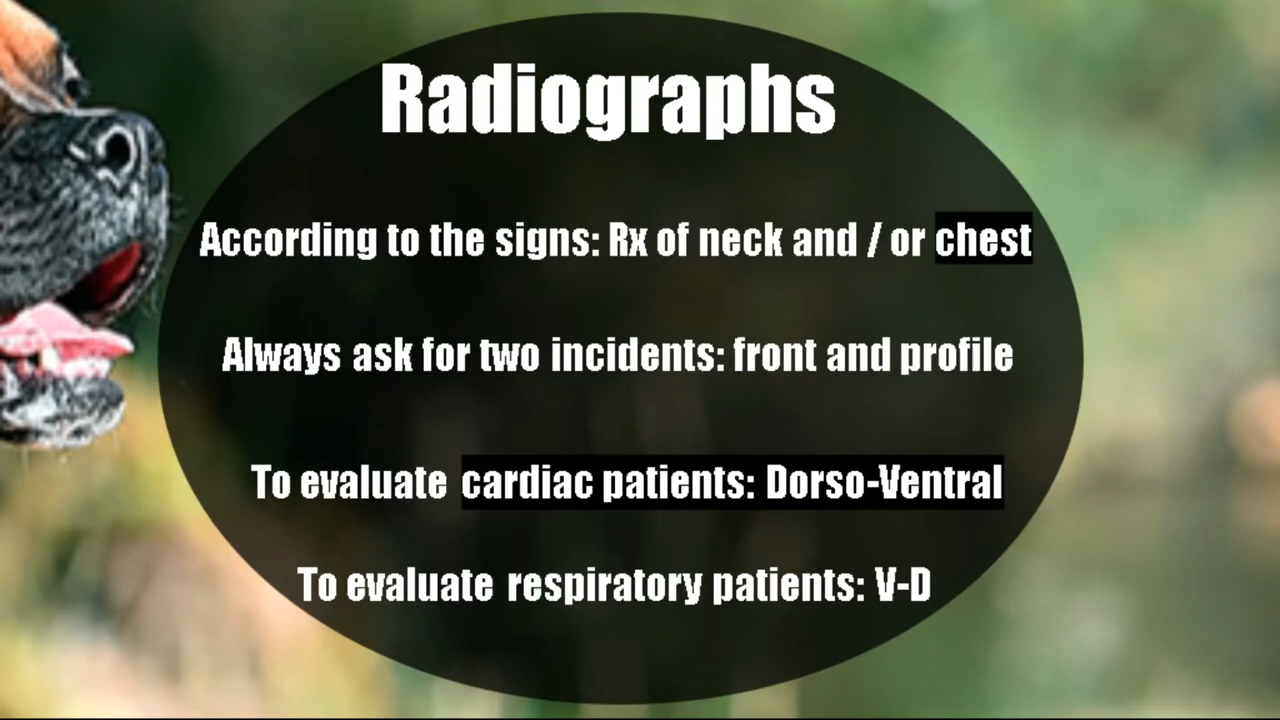 Radiographs
According to the signs: Rx of neck and / or chest
Always ask for two incidents: front and profile
To evaluate cardiac patients: Dorso-Ventral
To evaluate respiratory patients: V-D